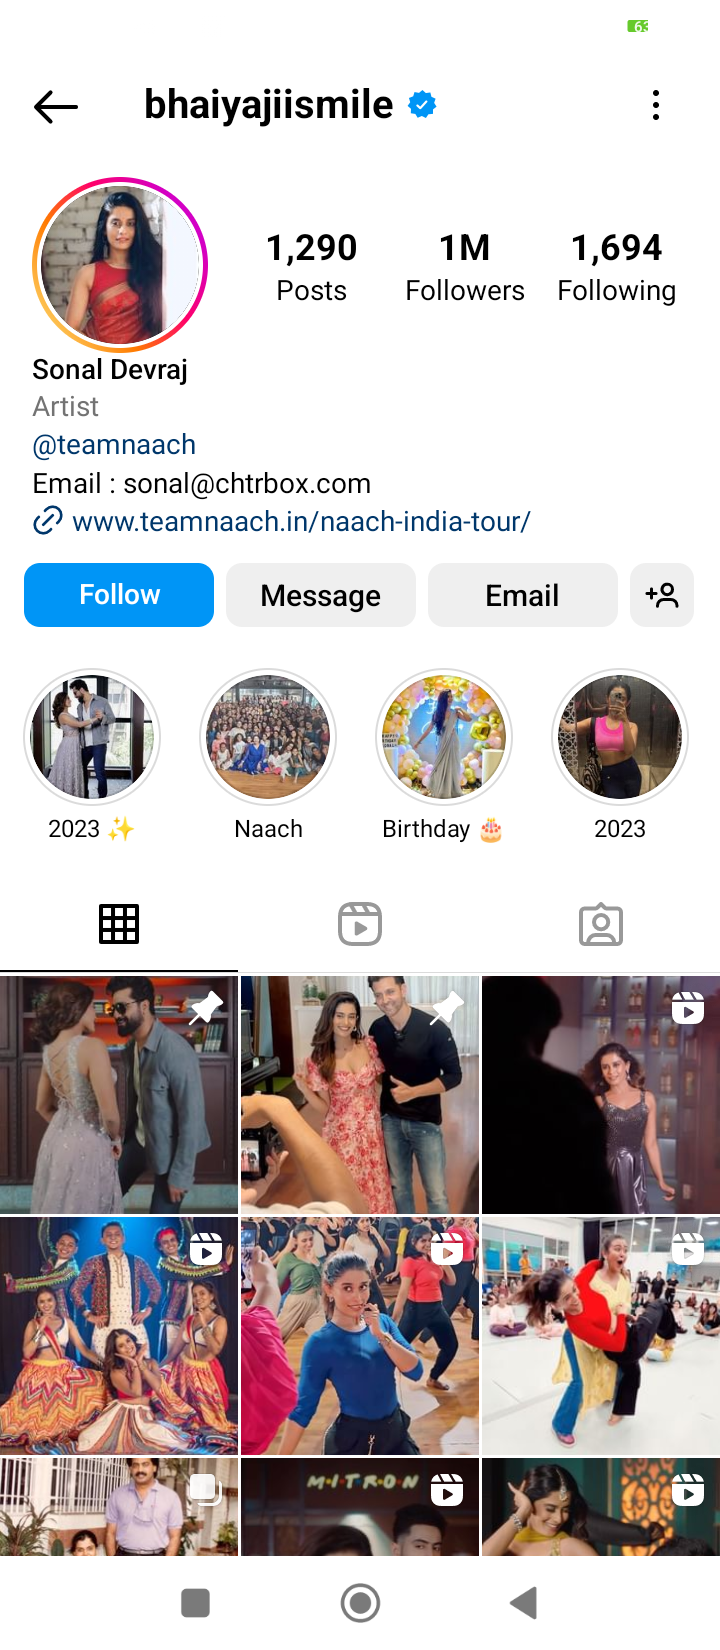 63
bhaiyajiismile
1,290 1M 1,694
Posts Followers Following
Sonal Devraj
Artist
@teamnaach
Email : sonal@chtrbox.com
www.teamnaach.in/naach-india-tour/
Follow Message Email
2023 ✨ Naach Birthday 🎂 2023
MITRON